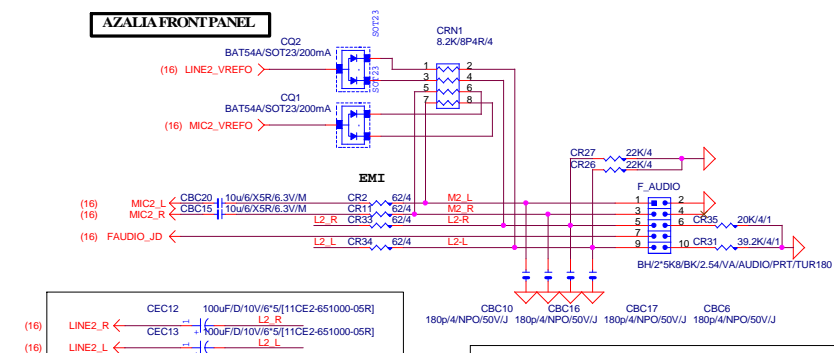 AZALIA FRONT PANEL
SOT23
CQ2
BAT54A/SOT23/200mA
CRN1
8.2K/8P4R/4
(16) LINE2_VREFO
SOT23
1 2
3 4
5 6
7 8
CQ1
BAT54A/SOT23/200mA
(16) MIC2_VREFO
CR27 22K/4
CR26 22K/4
EMI
F_AUDIO
(16) MIC2_L CBC20 10u/6/X5R/6.3V/M CR2 62/4 M2_L 1 2
(16) MIC2_R CBC15 10u/6/X5R/6.3V/M CR11 62/4 M2_R 3 4
L2_R CR33 62/4 L2-R 5 6 CR35 20K/4/1
(16) FAUDIO_JD 7
L2_L CR34 62/4 L2-L 9 10 CR31 39.2K/4/1
BH/2*5K8/BK/2.54/VA/AUDIO/PRT/TUR180
CBC10 CBC16 CBC17 CBC6
180p/4/NPO/50V/J 180p/4/NPO/50V/J 180p/4/NPO/50V/J 180p/4/NPO/50V/J
CEC12 100uF/D/10V/6*5/[11CE2-651000-05R]
(16) LINE2_R 1 L2_R
CEC13 + 100uF/D/10V/6*5/[11CE2-651000-05R]
(16) LINE2_L 1 L2_L